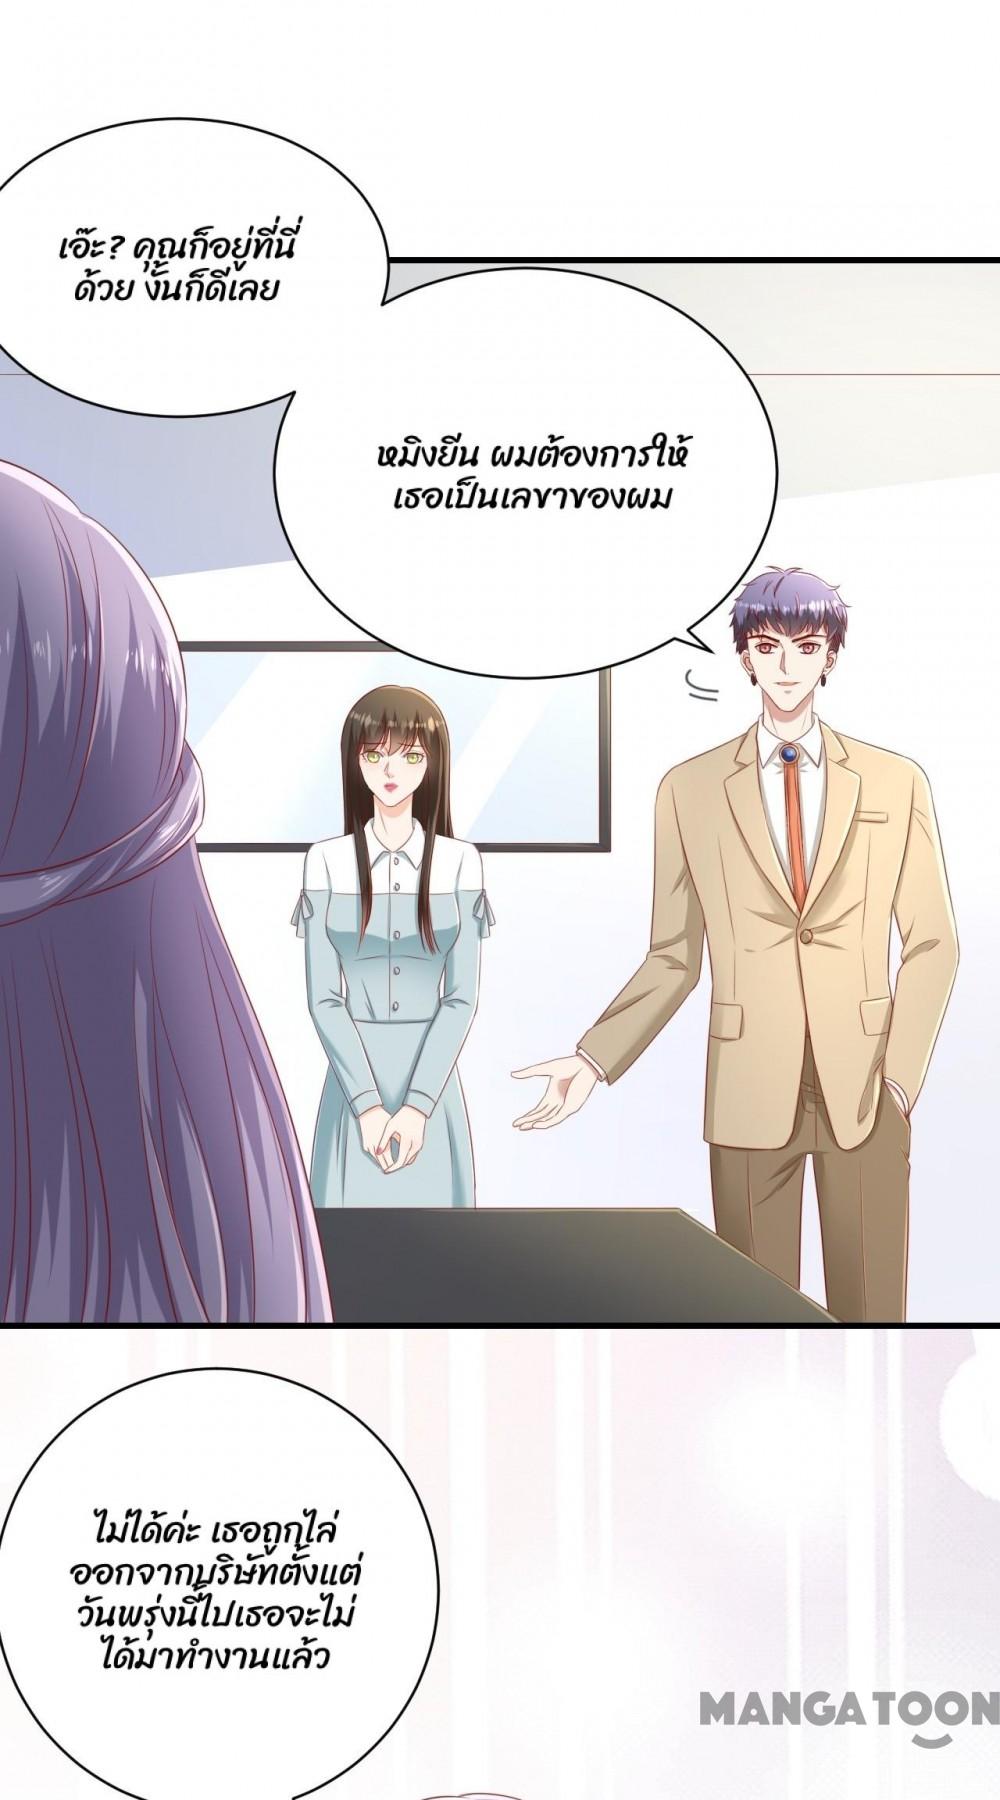 เอ๊ะ? คุณก็อยู่ที่นี่
ด้วย งั้นก็ดีเลย
หมิงยีน ผมต้องการให้
เธอเป็นเลขาของผม
ไม่ได้ค่ะ เธอถูกไล่
ออกจากบริษัทตั้งแต่
วันพรุ่งนี้ไปเธอจะไม่
ได้มาทำงานแล้ว
MANGATOON